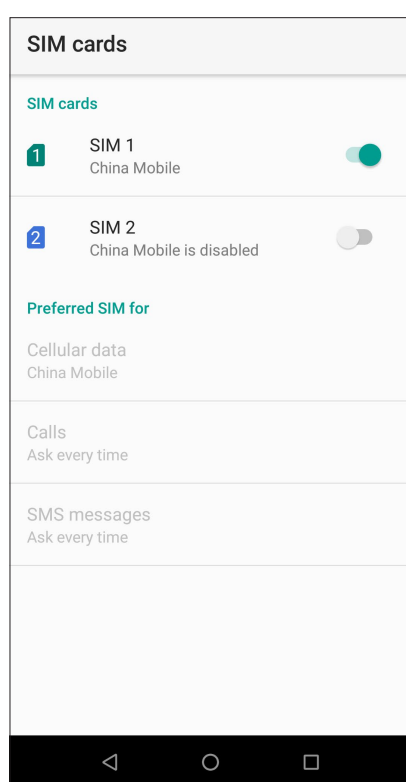 SIM cards
SIM cards
1
SIM 1
China Mobile
2
SIM 2
China Mobile is disabled
Preferred SIM for
Cellular data
China Mobile
Calls
Ask every time
SMS messages
Ask every time